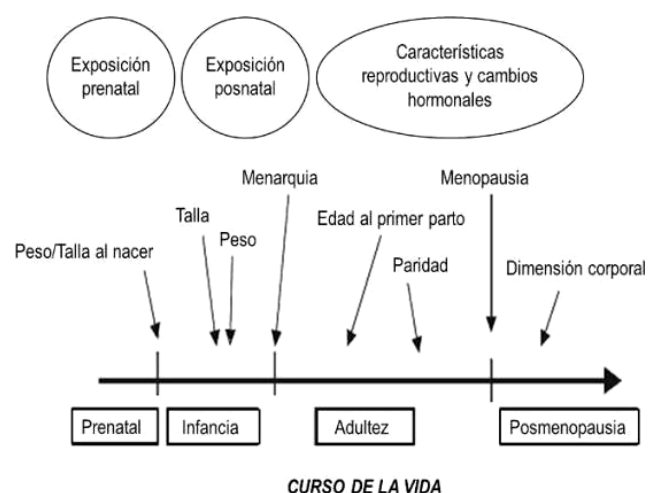 Exposición
prenatal
Exposición
posnatal
Características
reproductivas y cambios
hormonales
Menarquia
Menopausia
Talla
Edad al primer parto
Peso
Peso/Talla al nacer
Paridad
Dimensión corporal
Prenatal
Infancia
Adultez
Posmenopausia
CURSO DE LA VIDA